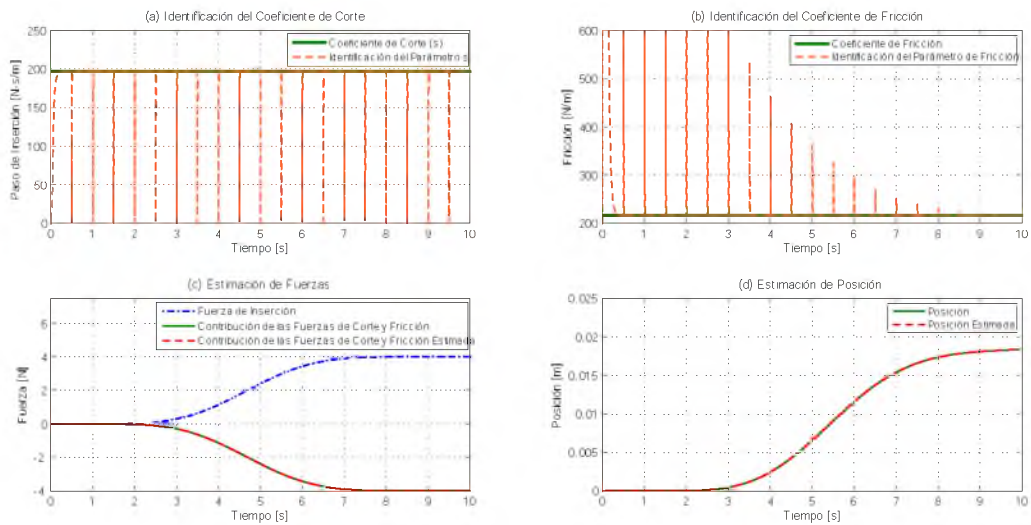 (a) Identificación del Coeficiente de Corte
250
200
150
100
50
0
Paso de Inserción [N-s/m]
Coeficiente de Corte (s)
Identificación del Parámetro s
0 1 2 3 4 5 6 7 8 9 10
Tiempo [s]
(b) Identificación del Coeficiente de Fricción
600
500
400
300
200
Fricción [N/m]
Coeficiente de Fricción
Identificación del Parámetro de Fricción
0 1 2 3 4 5 6 7 8 9 10
Tiempo [s]
(c) Estimación de Fuerzas
6
4
2
0
-2
-4
Fuerza [N]
Fuerza de Inserción
Contribución de las Fuerzas de Corte y Fricción
Contribución de las Fuerzas de Corte y Fricción Estimada
0 1 2 3 4 5 6 7 8 9 10
Tiempo [s]
(d) Estimación de Posición
0.025
0.02
0.015
0.01
0.005
0
Posición [m]
Posición
Posición Estimada
0 1 2 3 4 5 6 7 8 9 10
Tiempo [s]